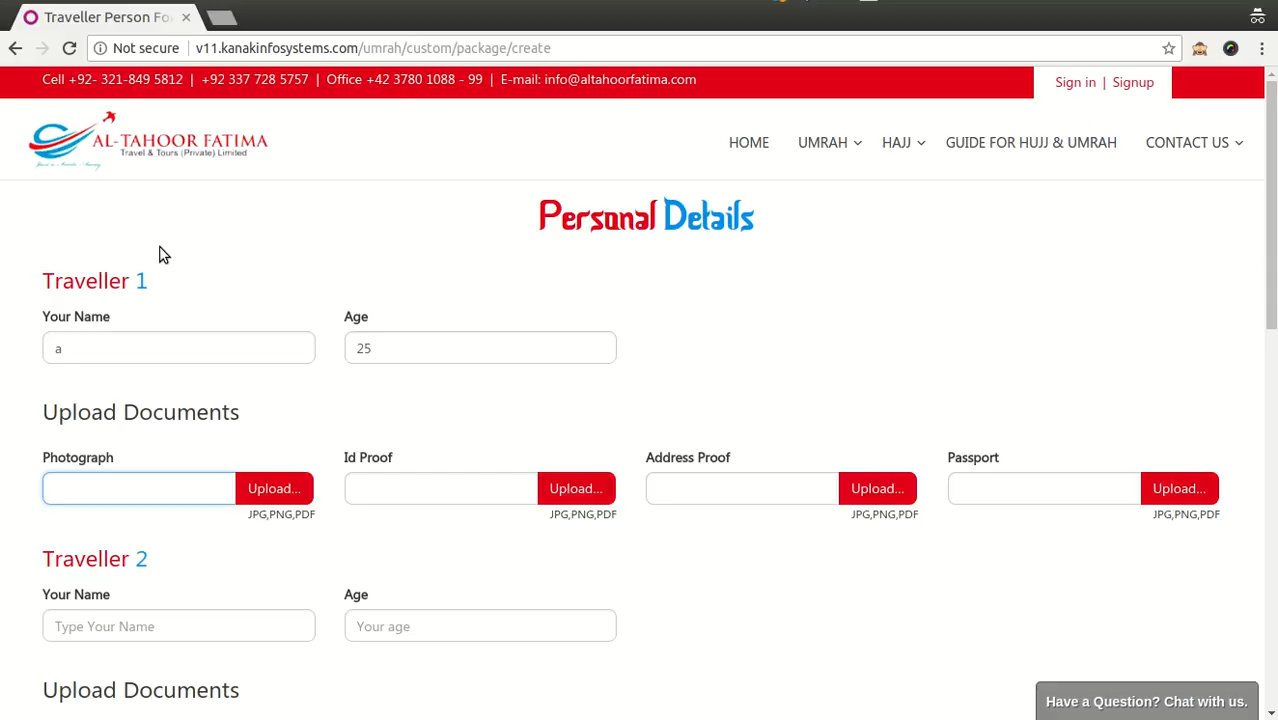 Traveller Person Fo
Not secure
v11.kanakinfosystems.com/umrah/custom/package/create
Cell +92- 321-849 5812 | +92 337 728 5757 | Office +42 3780 1088 - 99 | E-mail: info@altahoorfatima.com
Sign in | Signup
AL-TAHOOR FATIMA
Travel & Tours (Private) Limited
HOME UMRAH HAJJ GUIDE FOR HUJJ & UMRAH CONTACT US
Personal Details
Traveller 1
Your Name Age
a 25
Upload Documents
Photograph Id Proof Address Proof Passport
Upload... Upload... Upload... Upload...
JPG,PNG,PDF JPG,PNG,PDF JPG,PNG,PDF JPG,PNG,PDF
Traveller 2
Your Name Age
Type Your Name Your age
Upload Documents
Have a Question? Chat with us.